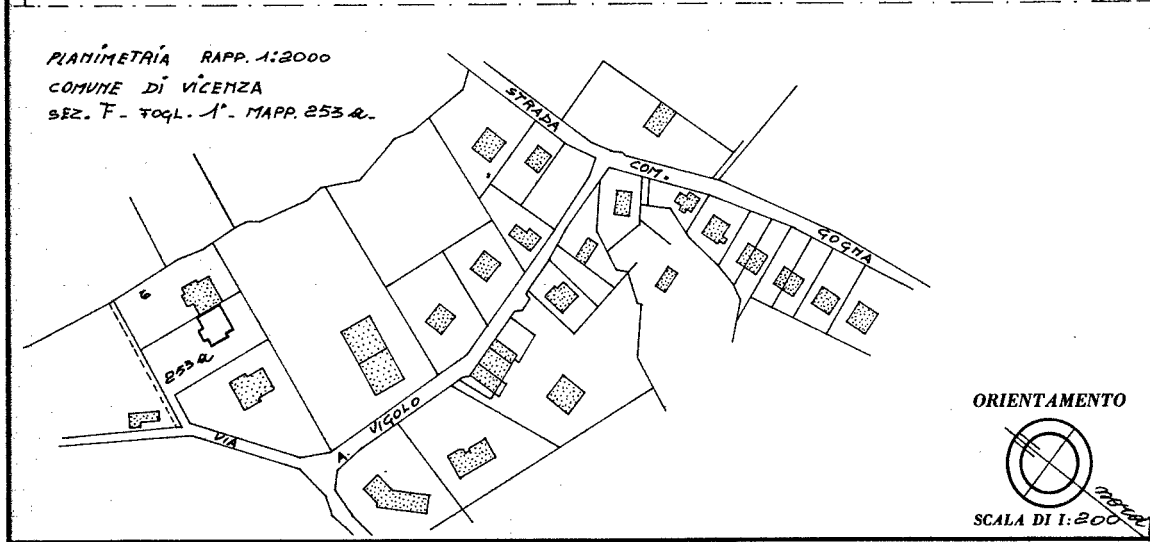 PLANIMETRIA RAPP. 1:2000
COMUNE DI VICENZA
SEZ. F - FOGL. 1° - MAPP. 253 a.
STRADA
COM.
GOGNA
6
253 a
VIA
A.
VIGOLO
ORIENTAMENTO
SCALA DI 1:200
nord